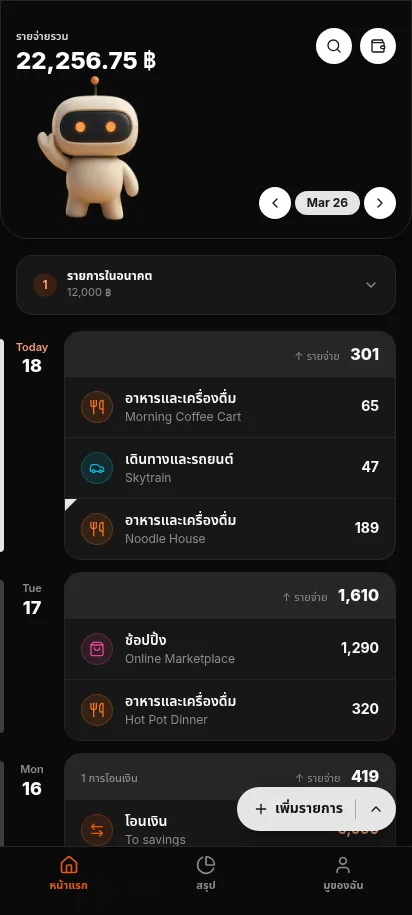 รายจ่ายรวม
22,256.75 ฿
Mar 26
1
รายการในอนาคต
12,000 ฿
Today
18
↑ รายจ่าย 301
อาหารและเครื่องดื่ม
Morning Coffee Cart
65
เดินทางและรถยนต์
Skytrain
47
อาหารและเครื่องดื่ม
Noodle House
189
Tue
17
↑ รายจ่าย 1,610
ช้อปปิ้ง
Online Marketplace
1,290
อาหารและเครื่องดื่ม
Hot Pot Dinner
320
Mon
16
1 การโอนเงิน
↑ รายจ่าย 419
โอนเงิน
To savings
+ เพิ่มรายการ
หน้าแรก
สรุป
มูของฉัน